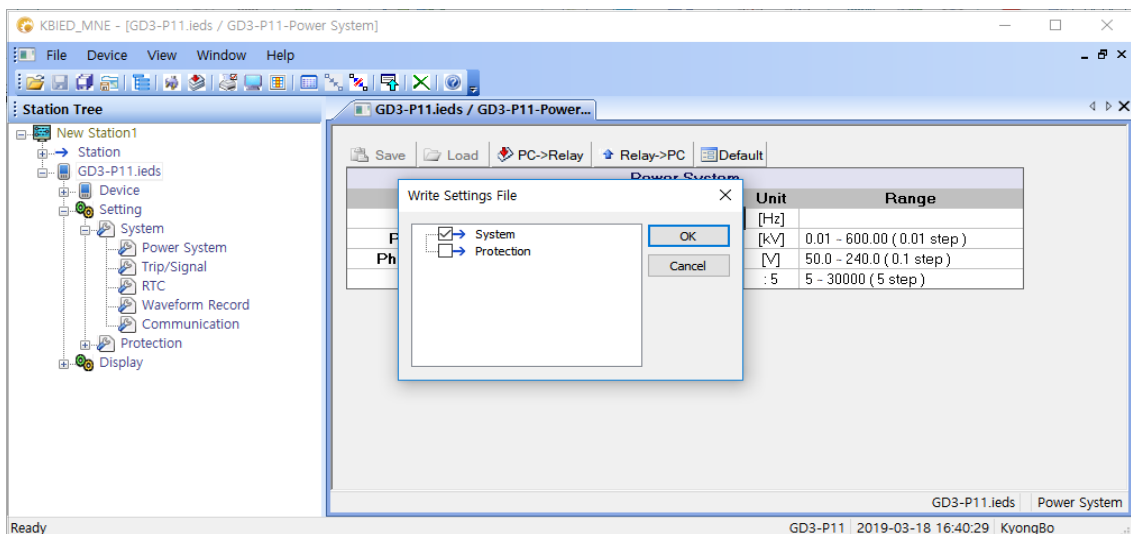 KBIED_MNE - [GD3-P11.ieds / GD3-P11-Power System]
File Device View Window Help
Station Tree
GD3-P11.ieds / GD3-P11-Power...
New Station1
Station
GD3-P11.ieds
Device
Setting
System
Power System
Trip/Signal
RTC
Waveform Record
Communication
Protection
Display
Save Load PC->Relay Relay->PC Default
Power System
Unit Range
[Hz]
P [kV] 0.01 - 600.00 ( 0.01 step )
Ph [V] 50.0 - 240.0 ( 0.1 step )
: 5 5 - 30000 ( 5 step )
Write Settings File
System
Protection
OK
Cancel
GD3-P11.ieds Power System
Ready GD3-P11 2019-03-18 16:40:29 KyongBo